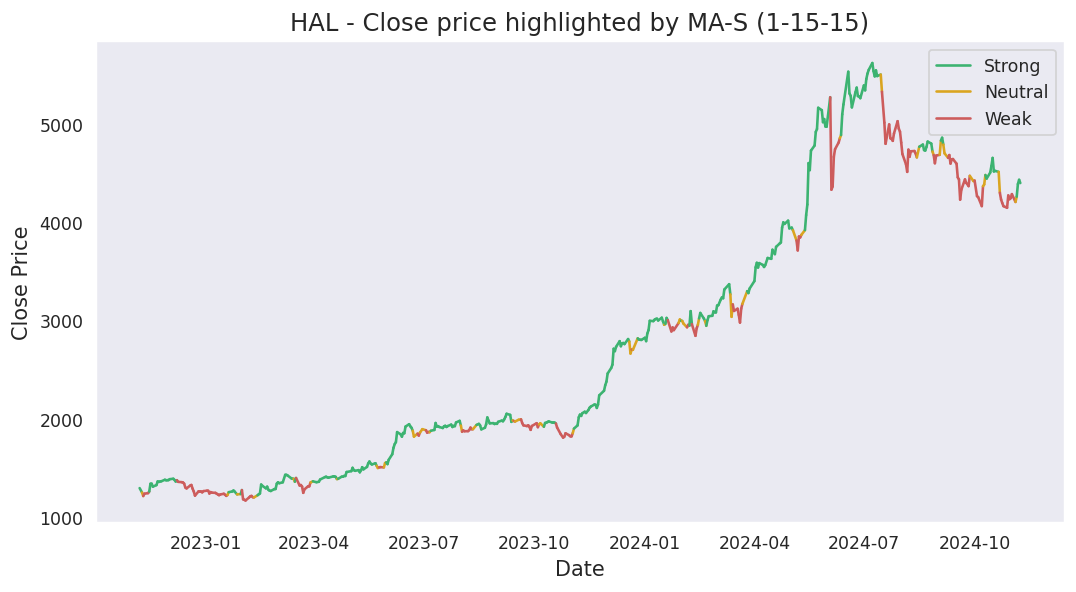 HAL - Close price highlighted by MA-S (1-15-15)
Strong
Neutral
Weak
Close Price
5000
4000
3000
2000
1000
2023-01 2023-04 2023-07 2023-10 2024-01 2024-04 2024-07 2024-10
Date